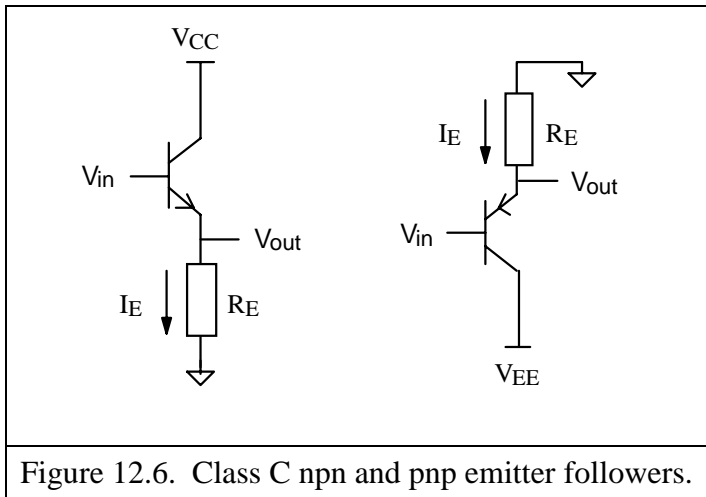 VCC
Vin
Vout
IE
RE
IE
RE
Vout
Vin
VEE
Figure 12.6. Class C npn and pnp emitter followers.